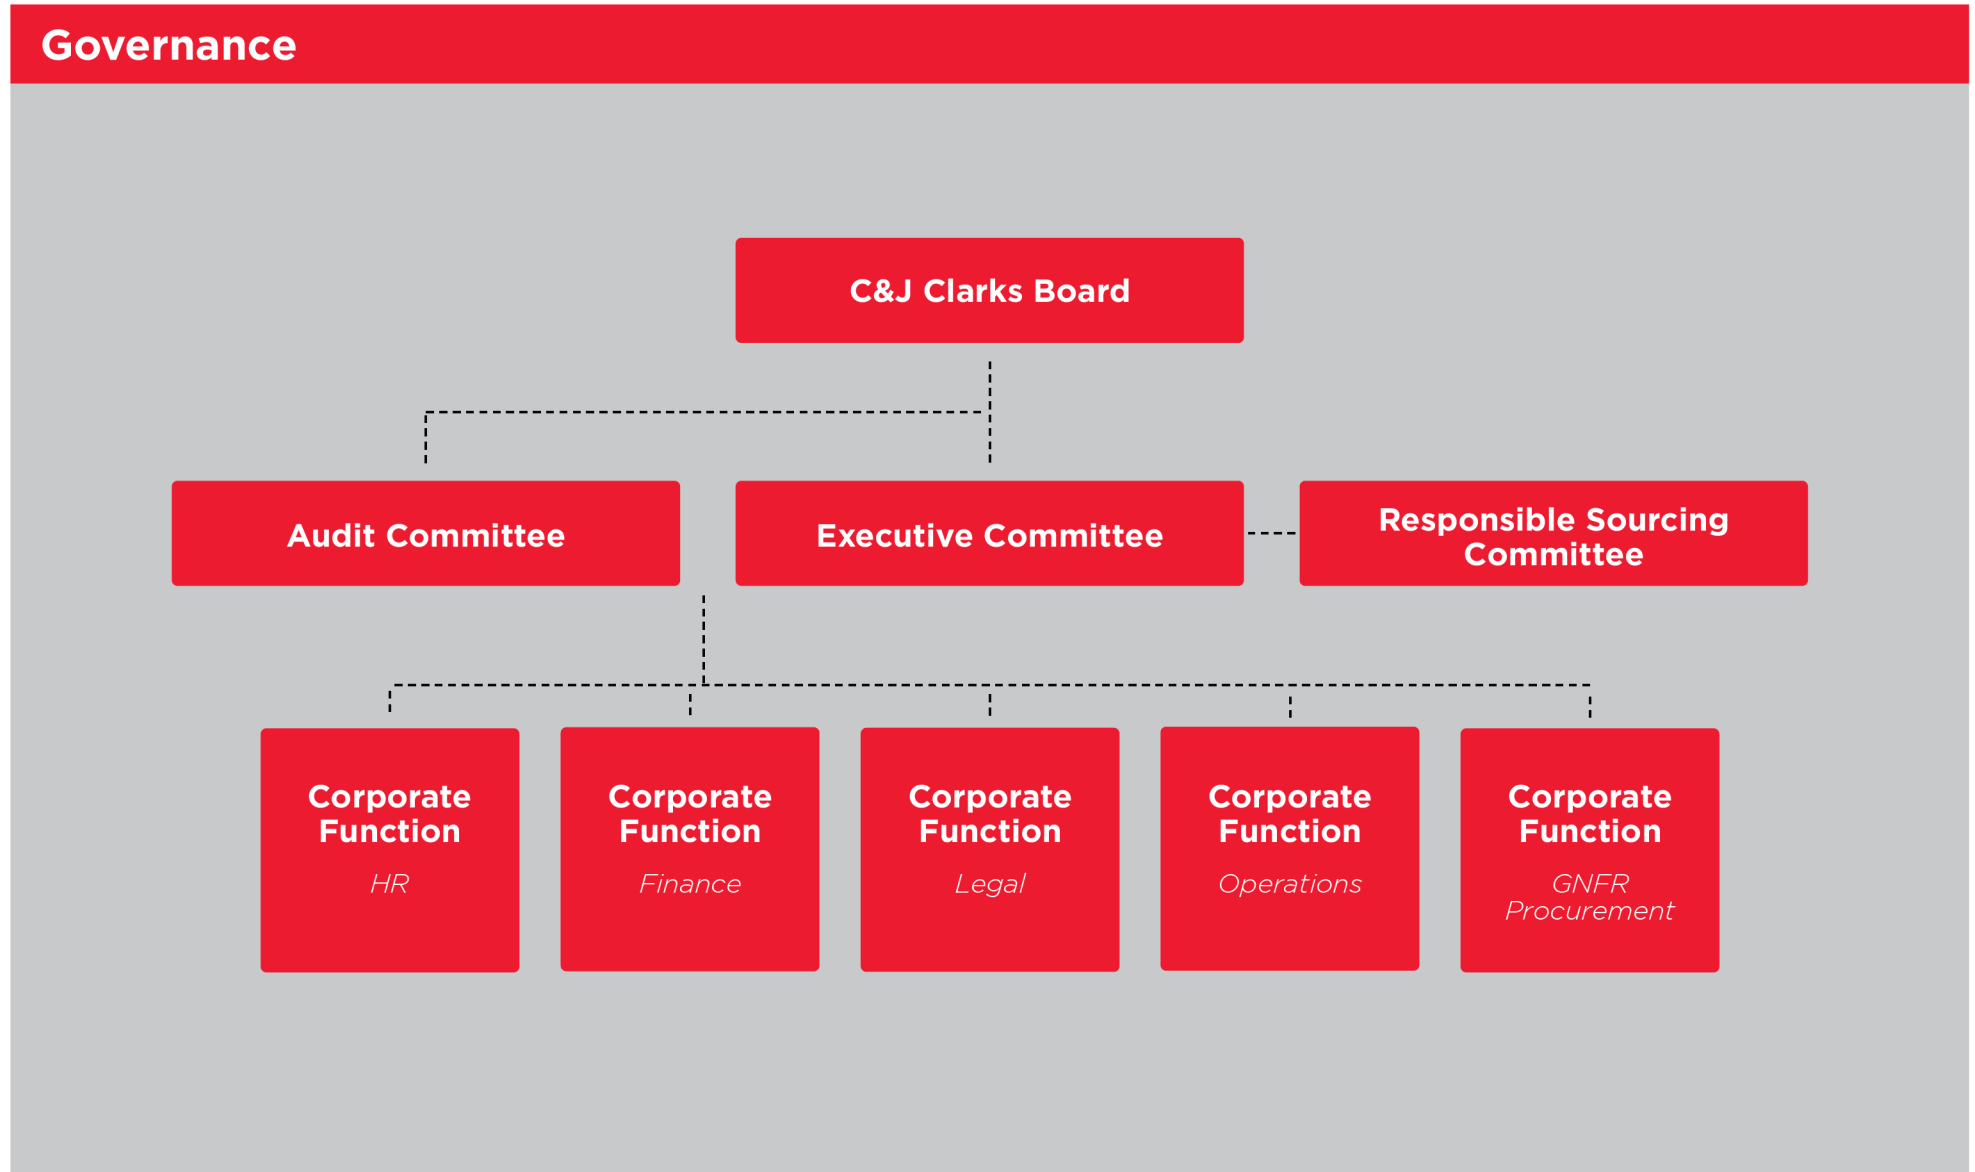 Governance
C&J Clarks Board
Audit Committee
Executive Committee
Responsible Sourcing
Committee
Corporate
Function
HR
Corporate
Function
Finance
Corporate
Function
Legal
Corporate
Function
Operations
Corporate
Function
GNFR
Procurement